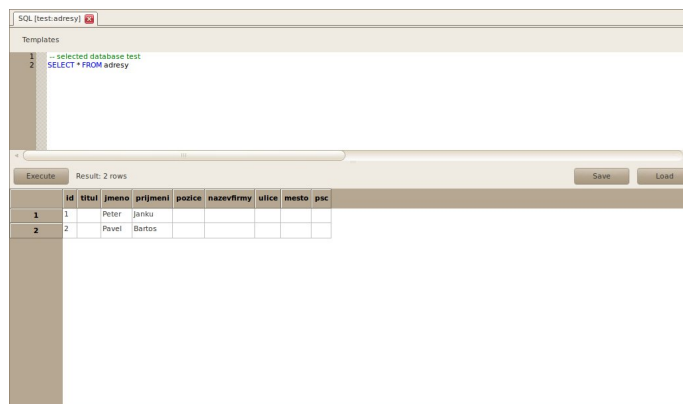 SQL [test:adresy]
Templates
1 -- selected database test
2 SELECT * FROM adresy
Execute Result: 2 rows Save Load
id titul jmeno prijmeni pozice nazevfirmy ulice mesto psc
1 1 Peter Janku
2 2 Pavel Bartos